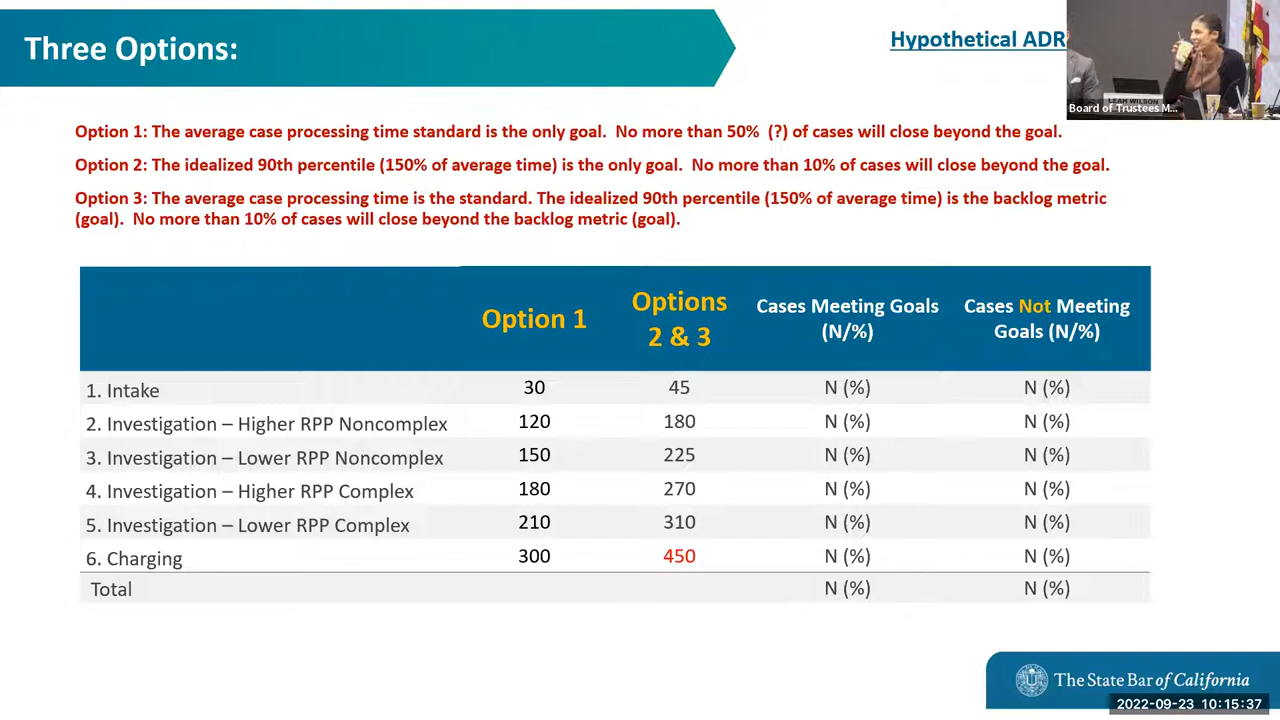 Three Options:
Hypothetical ADR
LEAH WILSON
Board of Trustees M...
Option 1: The average case processing time standard is the only goal.  No more than 50%  (?) of cases will close beyond the goal.
Option 2: The idealized 90th percentile (150% of average time) is the only goal.  No more than 10% of cases will close beyond the goal.
Option 3: The average case processing time is the standard. The idealized 90th percentile (150% of average time) is the backlog metric
(goal).  No more than 10% of cases will close beyond the backlog metric (goal).
Option 1
Options
2 & 3
Cases Meeting Goals
(N/%)
Cases Not Meeting
Goals (N/%)
1. Intake 30 45 N (%) N (%)
2. Investigation – Higher RPP Noncomplex 120 180 N (%) N (%)
3. Investigation – Lower RPP Noncomplex 150 225 N (%) N (%)
4. Investigation – Higher RPP Complex 180 270 N (%) N (%)
5. Investigation – Lower RPP Complex 210 310 N (%) N (%)
6. Charging 300 450 N (%) N (%)
Total N (%) N (%)
The State Bar of California
2022-09-23 10:15:37